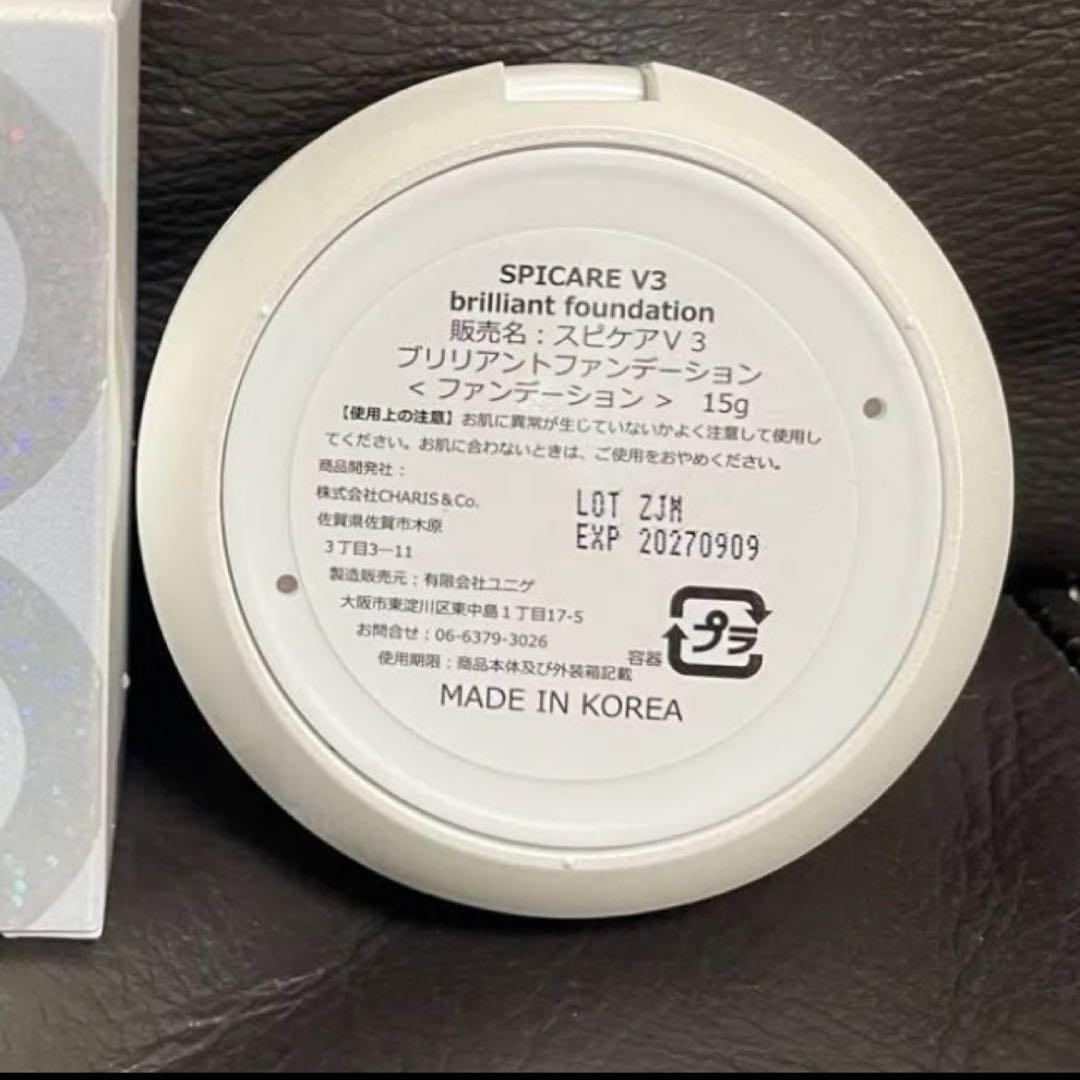 SPICARE V3
brilliant foundation
販売名：スピケアV 3
ブリリアントファンデーション
< ファンデーション > 15g
【使用上の注意】お肌に異常が生じていないかよく注意して使用し
てください。お肌に合わないときは、ご使用をおやめください。
商品開発社：
株式会社CHARIS＆Co.
佐賀県佐賀市木原
３丁目3―11
製造販売元：有限会社ユニゲ
大阪市東淀川区東中島１丁目17-5
お問合せ：06-6379-3026
使用期限：商品本体及び外装箱記載
MADE IN KOREA
LOT ZJM
EXP 20270909
容器
プラ